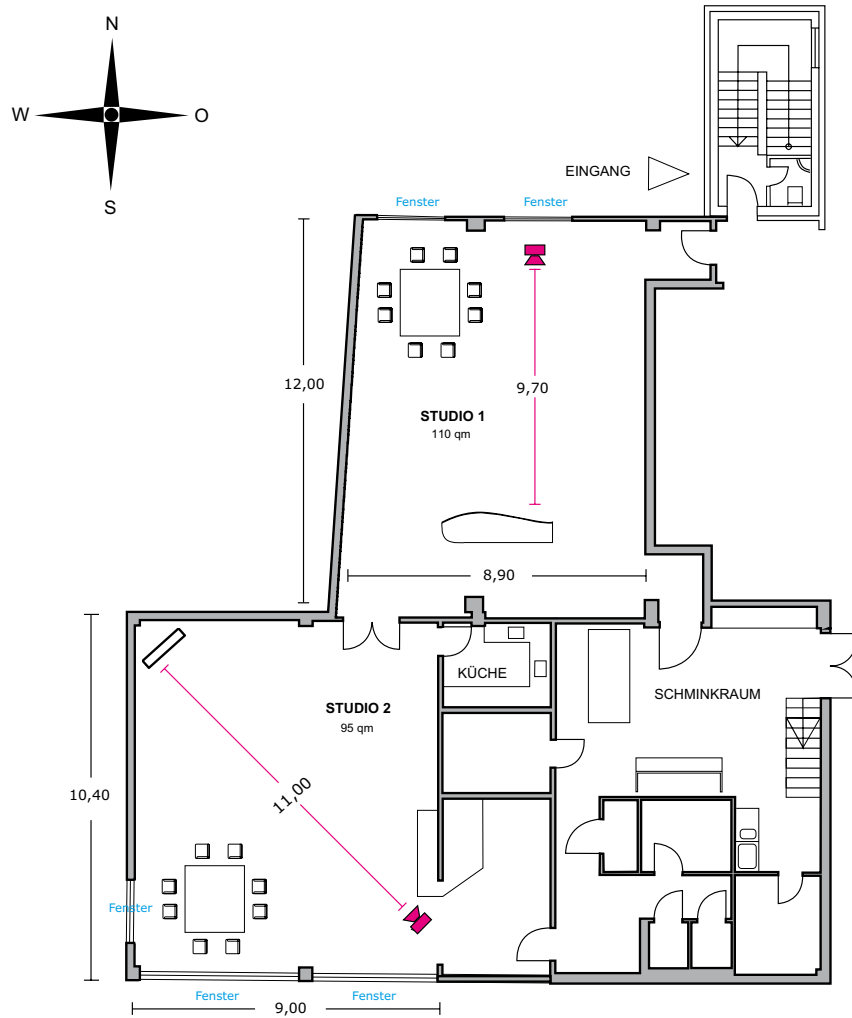 N
W
O
S
EINGANG
Fenster
Fenster
12,00
9,70
STUDIO 1
110 qm
8,90
KÜCHE
SCHMINKRAUM
STUDIO 2
95 qm
10,40
11,00
Fenster
Fenster
Fenster
9,00